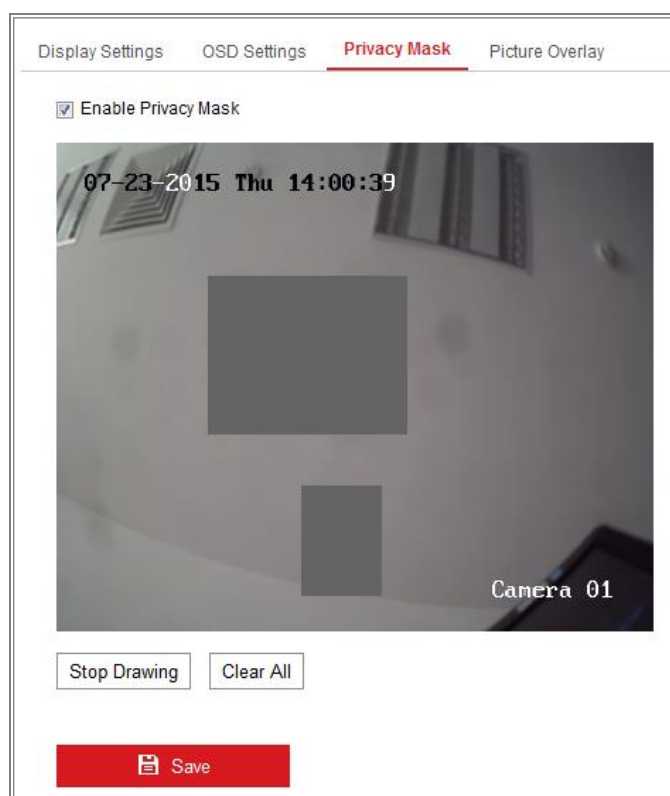 Display Settings OSD Settings Privacy Mask Picture Overlay
Enable Privacy Mask
07-23-2015 Thu 14:00:39
Camera 01
Stop Drawing Clear All
Save